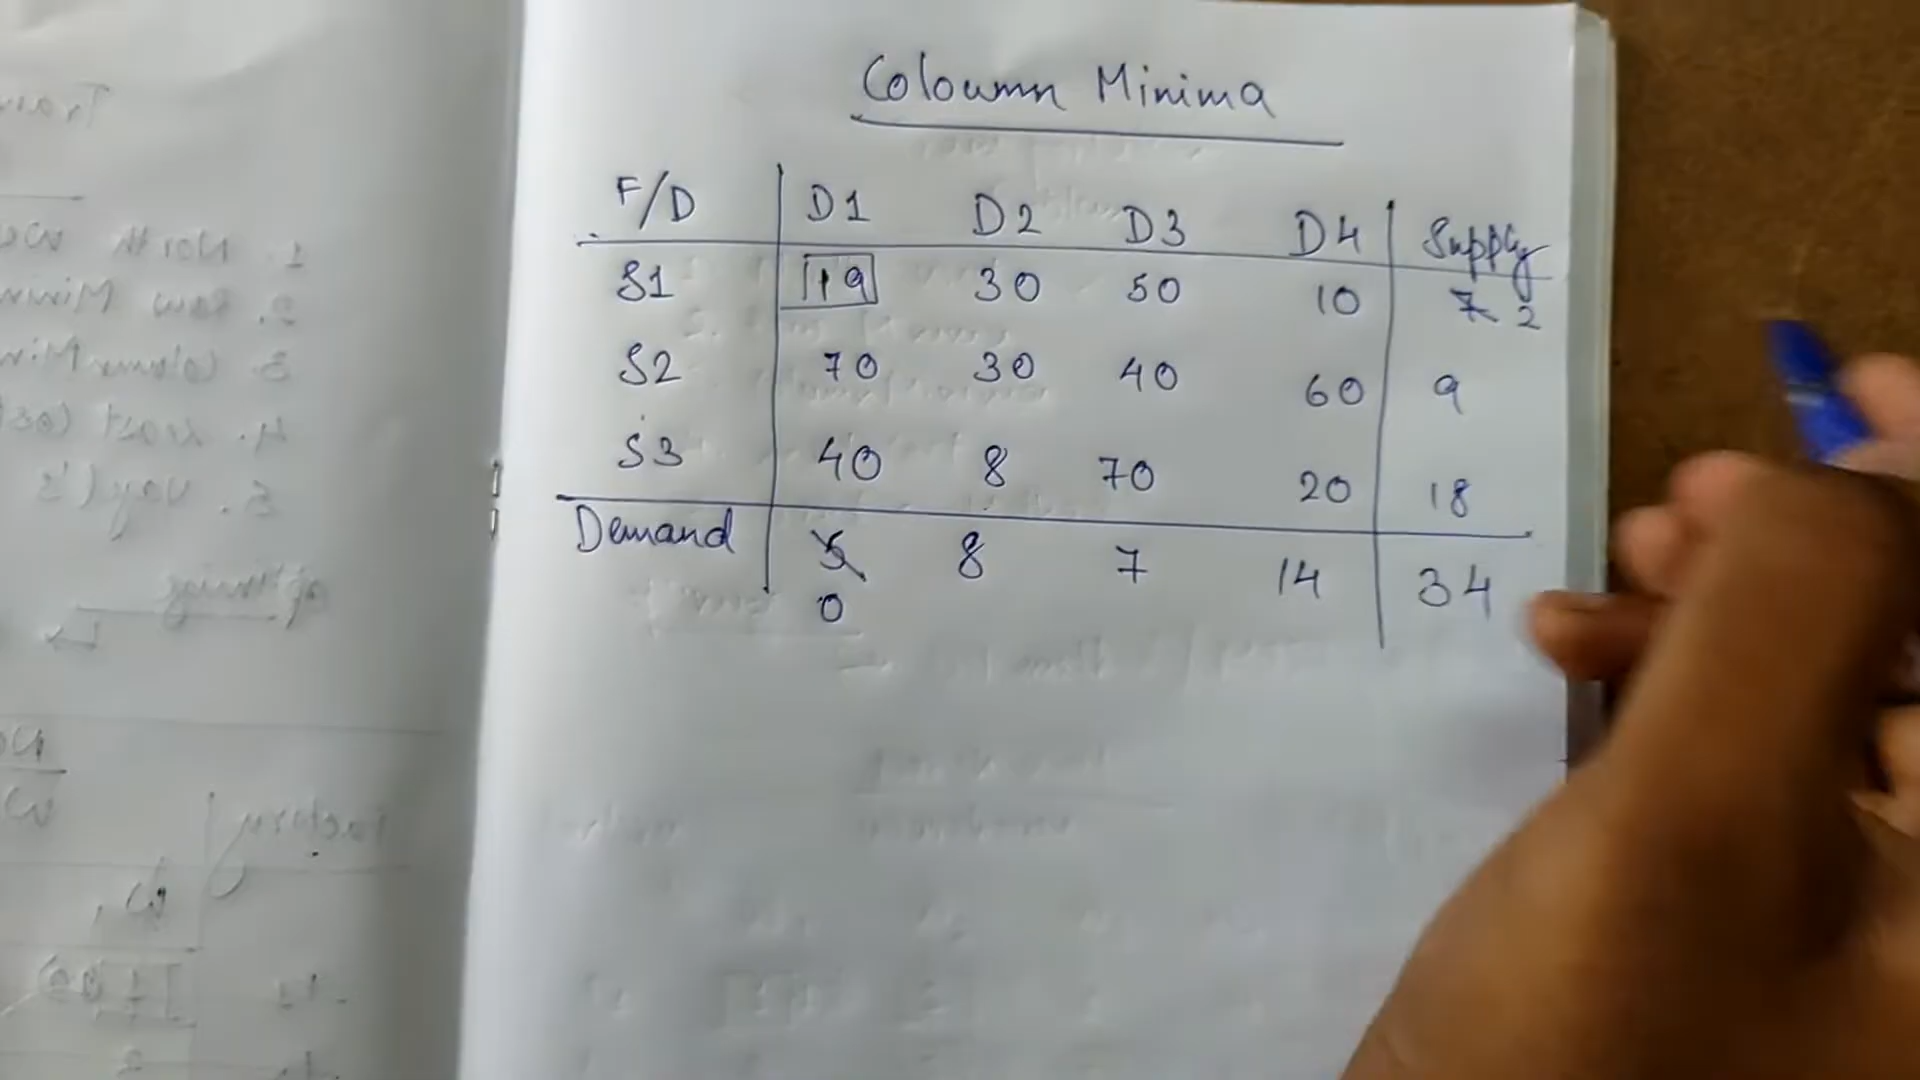 Coloumn Minima
F/D D1 D2 D3 D4 Supply
S1 19 30 50 10 7 2
S2 70 30 40 60 9
S3 40 8 70 20 18
Demand 5 8 7 14 34
0